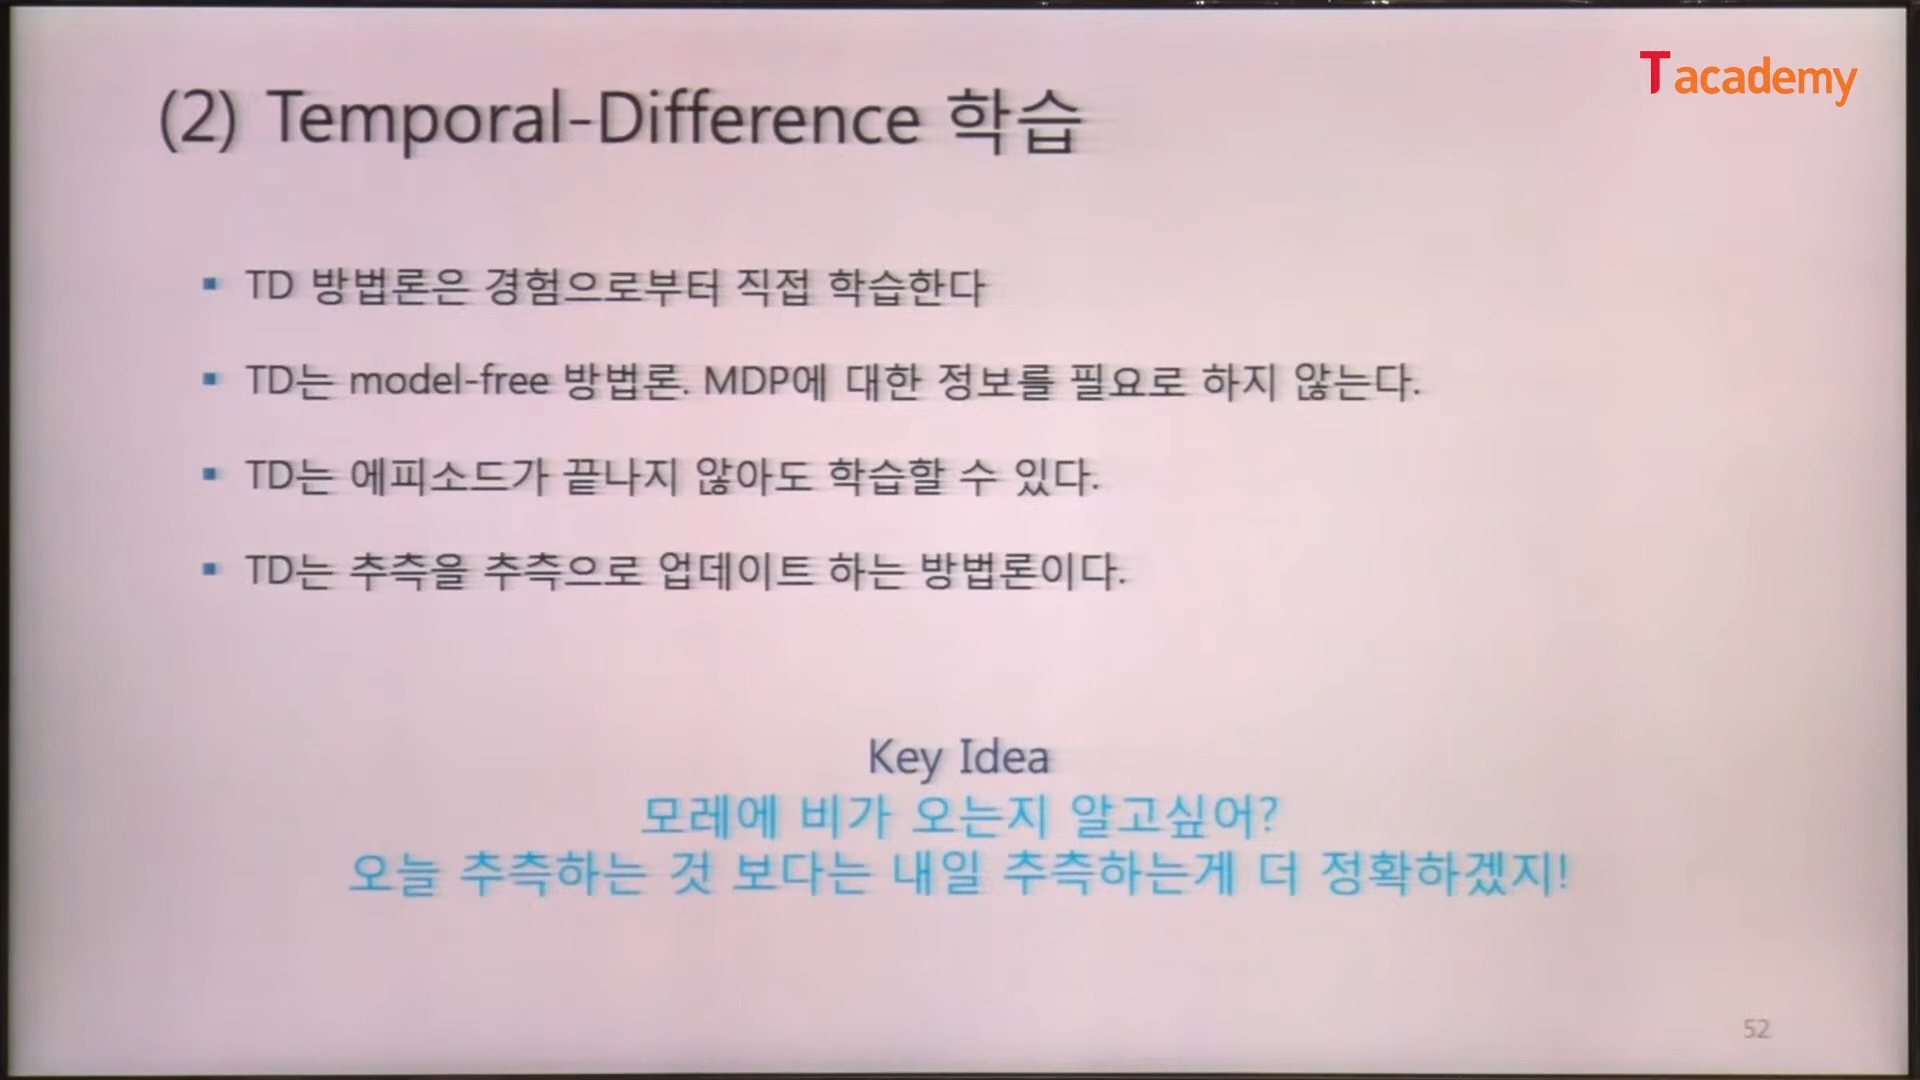 T academy
(2) Temporal-Difference 학습
▪ TD 방법론은 경험으로부터 직접 학습한다
▪ TD는 model-free 방법론. MDP에 대한 정보를 필요로 하지 않는다.
▪ TD는 에피소드가 끝나지 않아도 학습할 수 있다.
▪ TD는 추측을 추측으로 업데이트 하는 방법론이다.
Key Idea
모레에 비가 오는지 알고싶어?
오늘 추측하는 것 보다는 내일 추측하는게 더 정확하겠지!
52